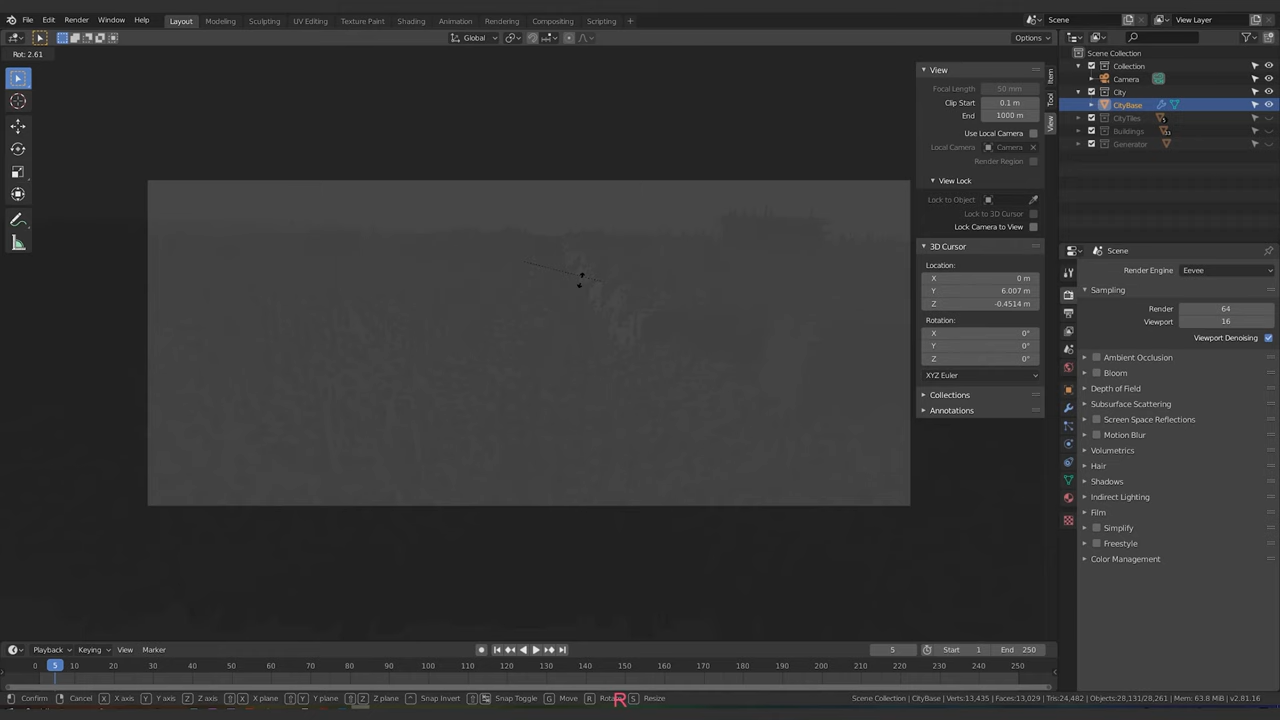 File Edit Render Window Help Layout Modeling Sculpting UV Editing Texture Paint Shading Animation Rendering Compositing Scripting + Scene View Layer
Global Options
Rot: 2.61
View
Focal Length 50 mm
Clip Start 0.1 m
End 1000 m
Use Local Camera
Local Camera Camera
Render Region
View Lock
Lock to Object
Lock to 3D Cursor
Lock Camera to View
3D Cursor
Location:
X 0 m
Y 6.007 m
Z -0.4514 m
Rotation:
X 0°
Y 0°
Z 0°
XYZ Euler
Collections
Annotations
Item
Tool
View
Scene Collection
Collection
Camera
City
CityBase
CityTiles 5
Buildings 33
Generator
Scene
Render Engine Eevee
Sampling
Render 64
Viewport 16
Viewport Denoising
Ambient Occlusion
Bloom
Depth of Field
Subsurface Scattering
Screen Space Reflections
Motion Blur
Volumetrics
Hair
Shadows
Indirect Lighting
Film
Simplify
Freestyle
Color Management
Playback Keying View Marker 5 Start 1 End 250
0 5 10 20 30 40 50 60 70 80 90 100 110 120 130 140 150 160 170 180 190 200 210 220 230 240 250
Confirm Cancel X X axis Y Y axis Z Z axis X X plane Y Y plane Z Z plane Snap Invert Snap Toggle G Move R Rotate R S Resize Scene Collection | CityBase | Verts:13,435 | Faces:13,029 | Tris:24,482 | Objects:28,131/28,261 | Mem: 63.8 MiB | v2.81.16